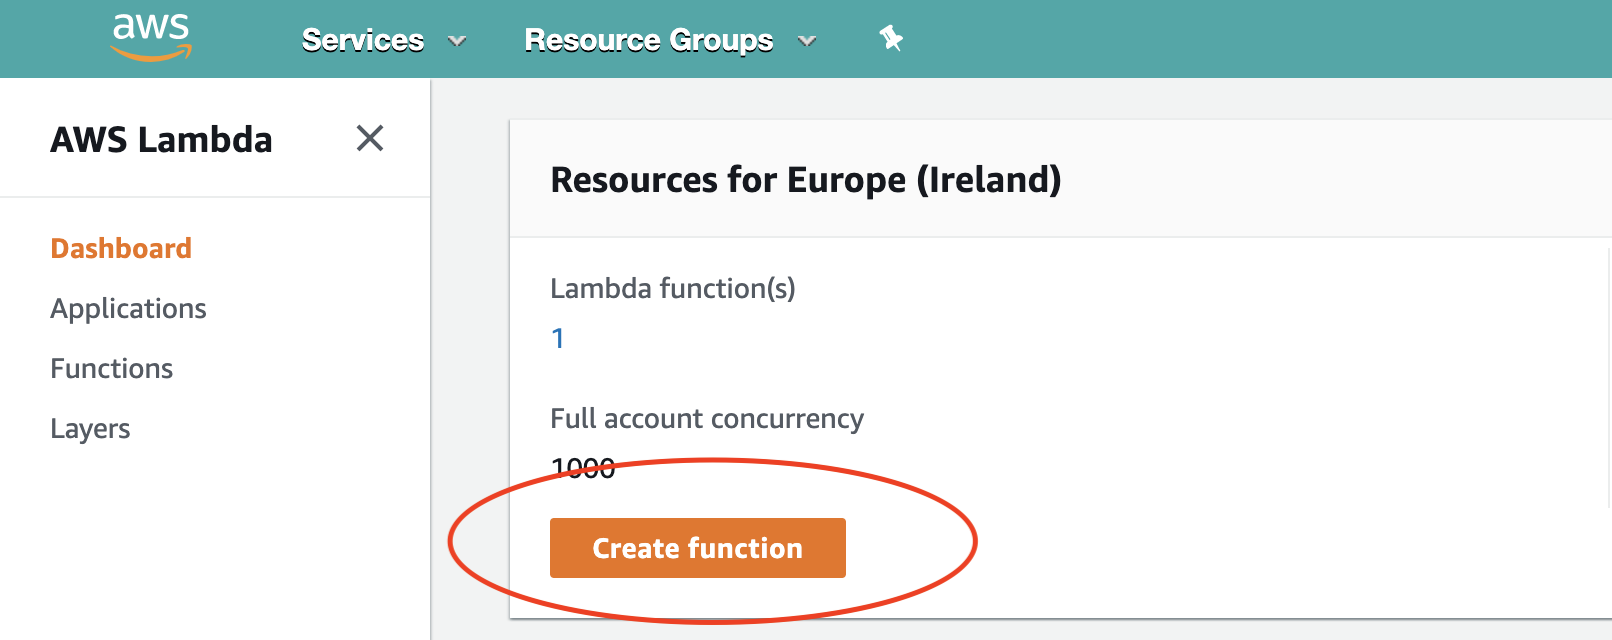 aws
Services
Resource Groups
AWS Lambda
Dashboard
Applications
Functions
Layers
Resources for Europe (Ireland)
Lambda function(s)
1
Full account concurrency
1000
Create function